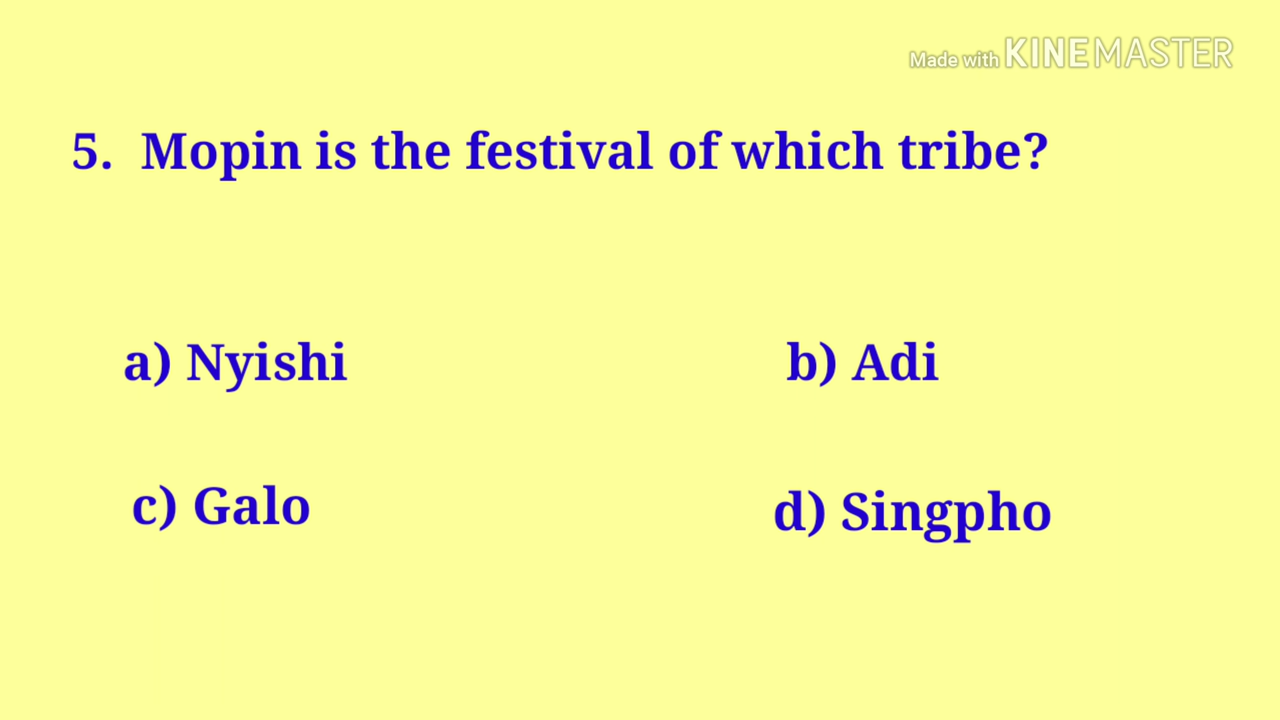 Made with KINEMASTER
5. Mopin is the festival of which tribe?
a) Nyishi
b) Adi
c) Galo
d) Singpho